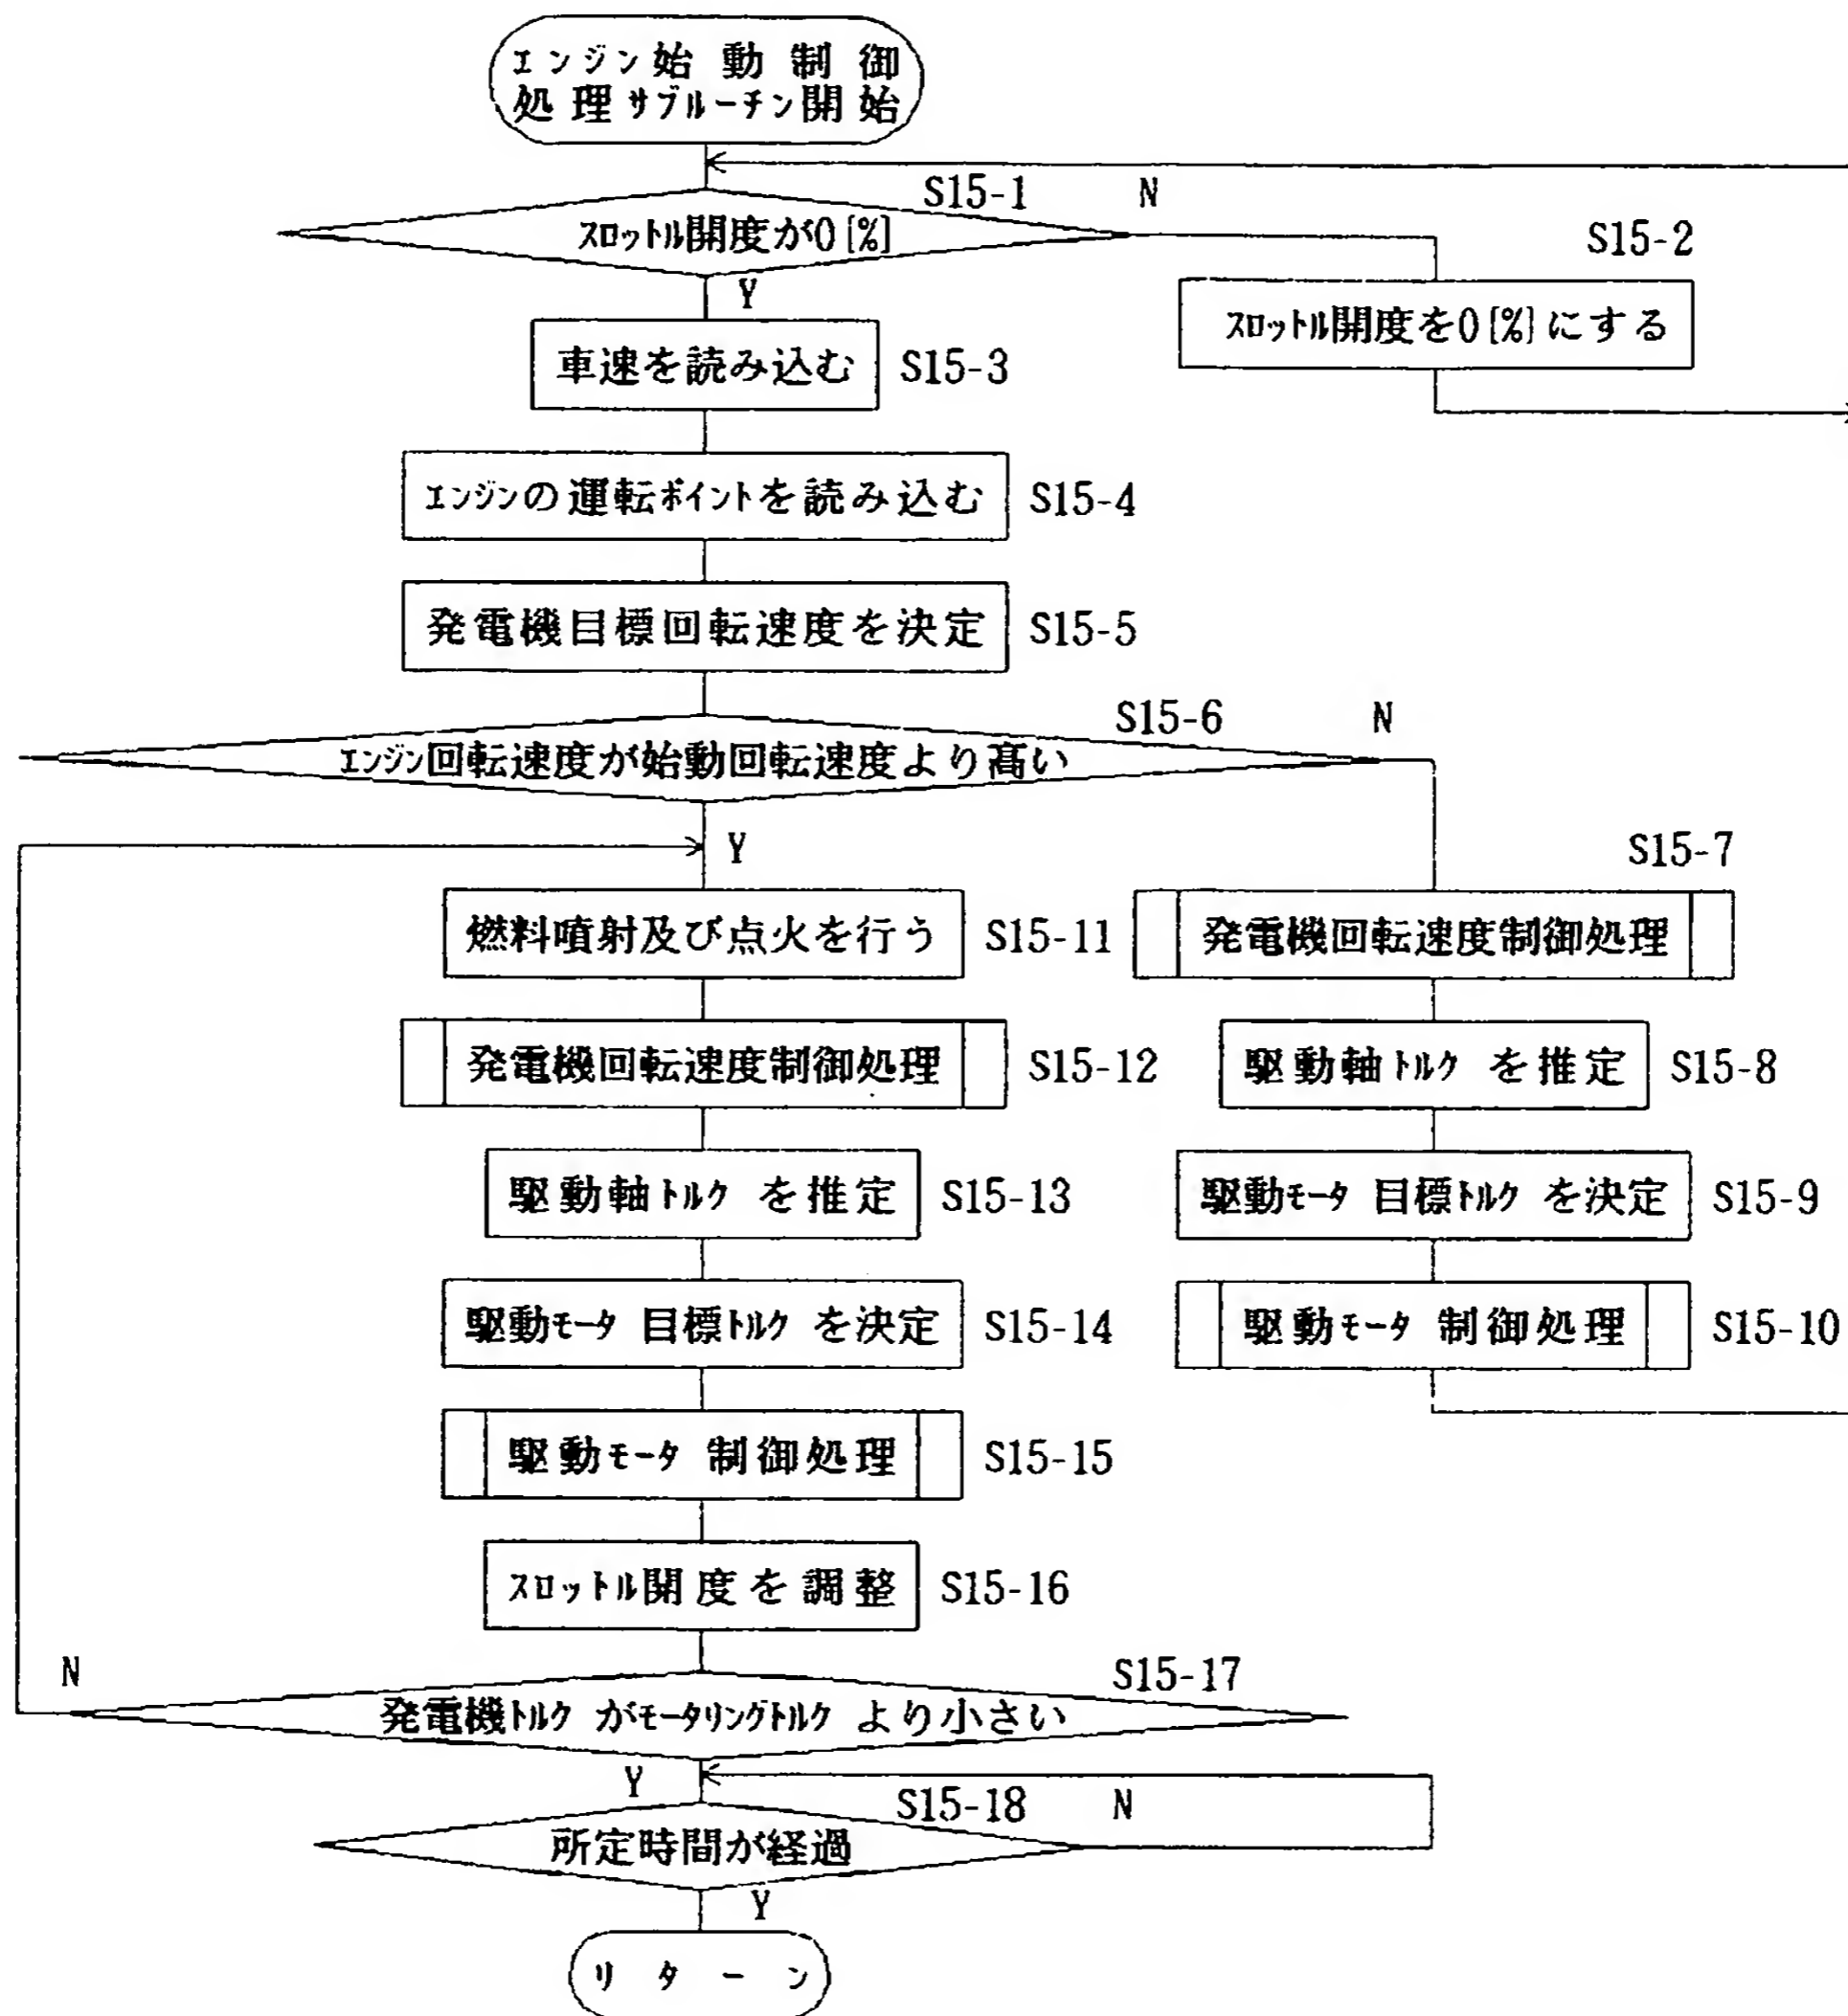 エンジン始動制御
処理サブルーチン開始
S15-1
N
スロットル開度が0[%]
S15-2
Y
スロットル開度を0[%]にする
車速を読み込む
S15-3
エンジンの運転ポイントを読み込む
S15-4
発電機目標回転速度を決定
S15-5
S15-6
N
エンジン回転速度が始動回転速度より高い
Y
S15-7
燃料噴射及び点火を行う
S15-11
発電機回転速度制御処理
発電機回転速度制御処理
S15-12
駆動軸トルク を推定
S15-8
駆動軸トルク を推定
S15-13
駆動モータ 目標トルク を決定
S15-9
駆動モータ 目標トルク を決定
S15-14
駆動モータ 制御処理
S15-10
駆動モータ 制御処理
S15-15
スロットル開度を調整
S15-16
N
S15-17
発電機トルク がモータリングトルク より小さい
Y
S15-18
N
所定時間が経過
Y
リターン